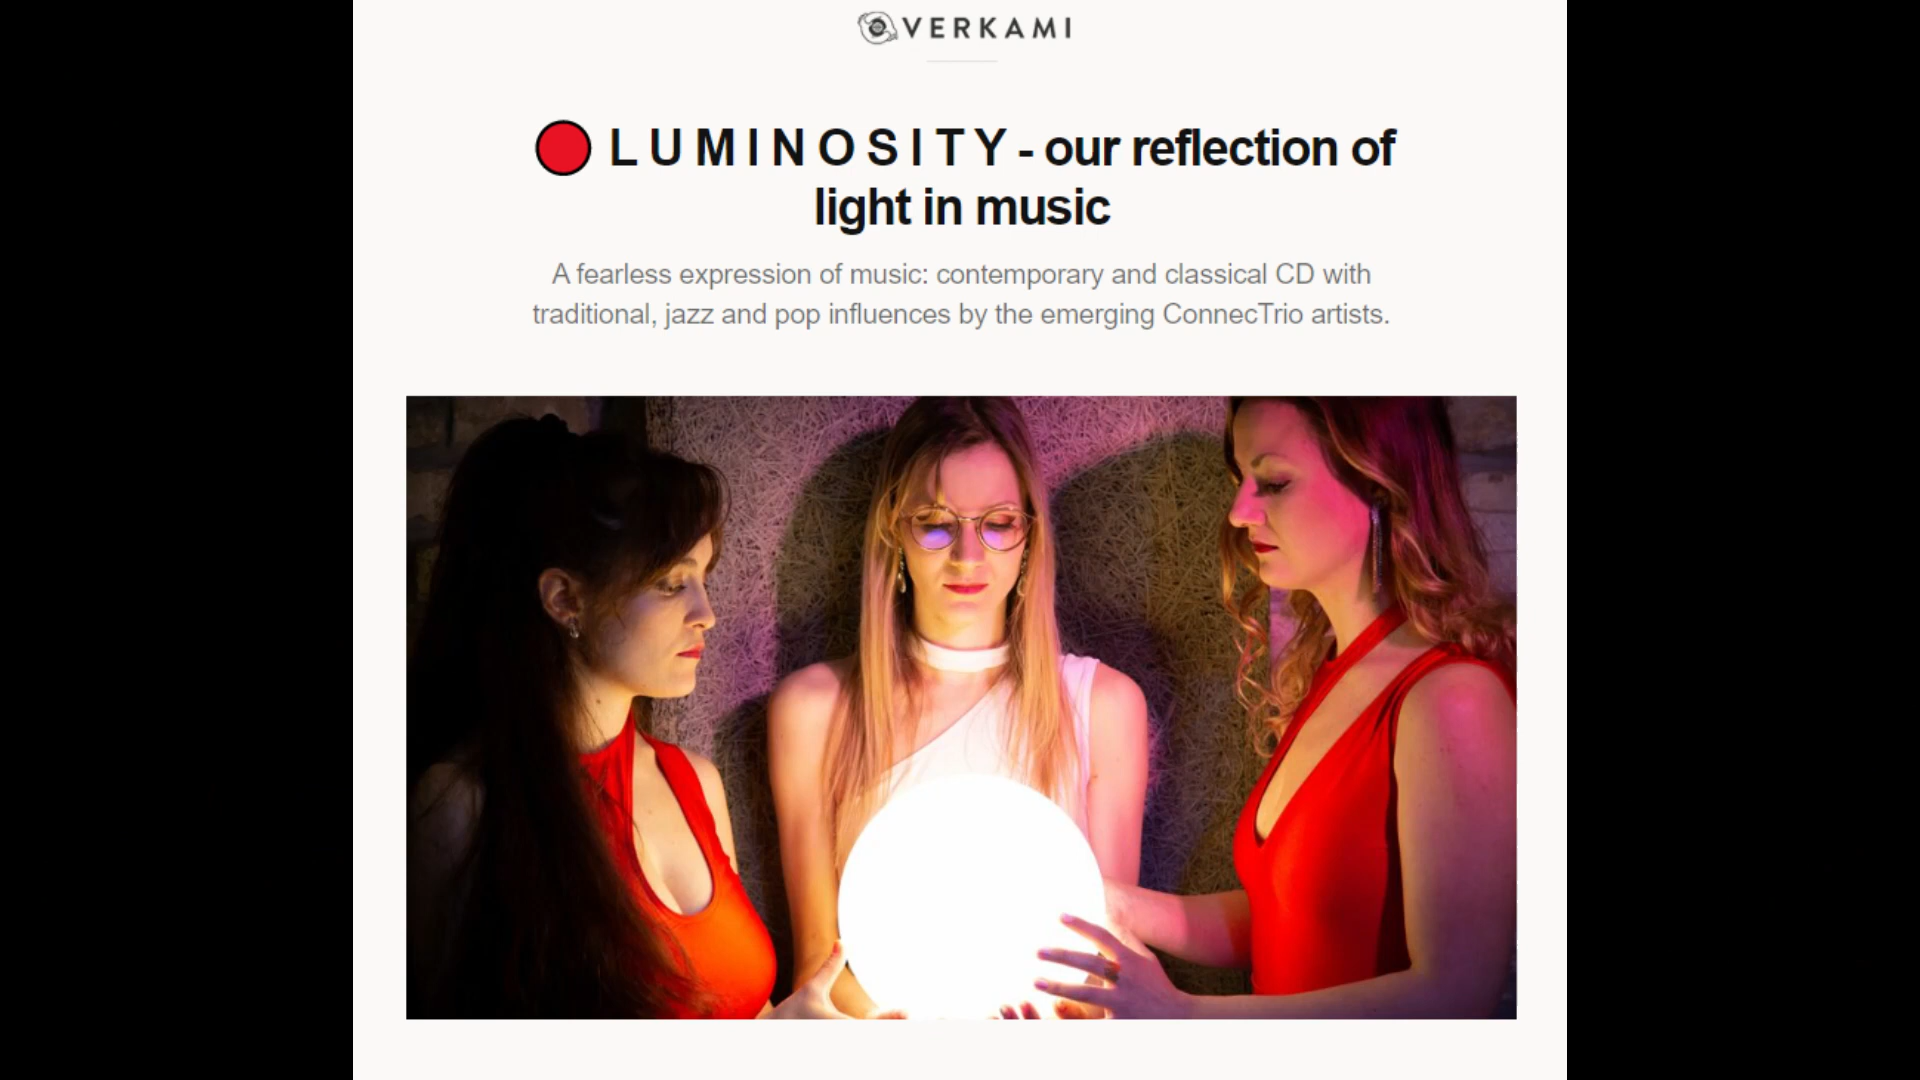 VERKAMI
🔴 L U M I N O S I T Y - our reflection of
light in music
A fearless expression of music: contemporary and classical CD with
traditional, jazz and pop influences by the emerging ConnecTrio artists.